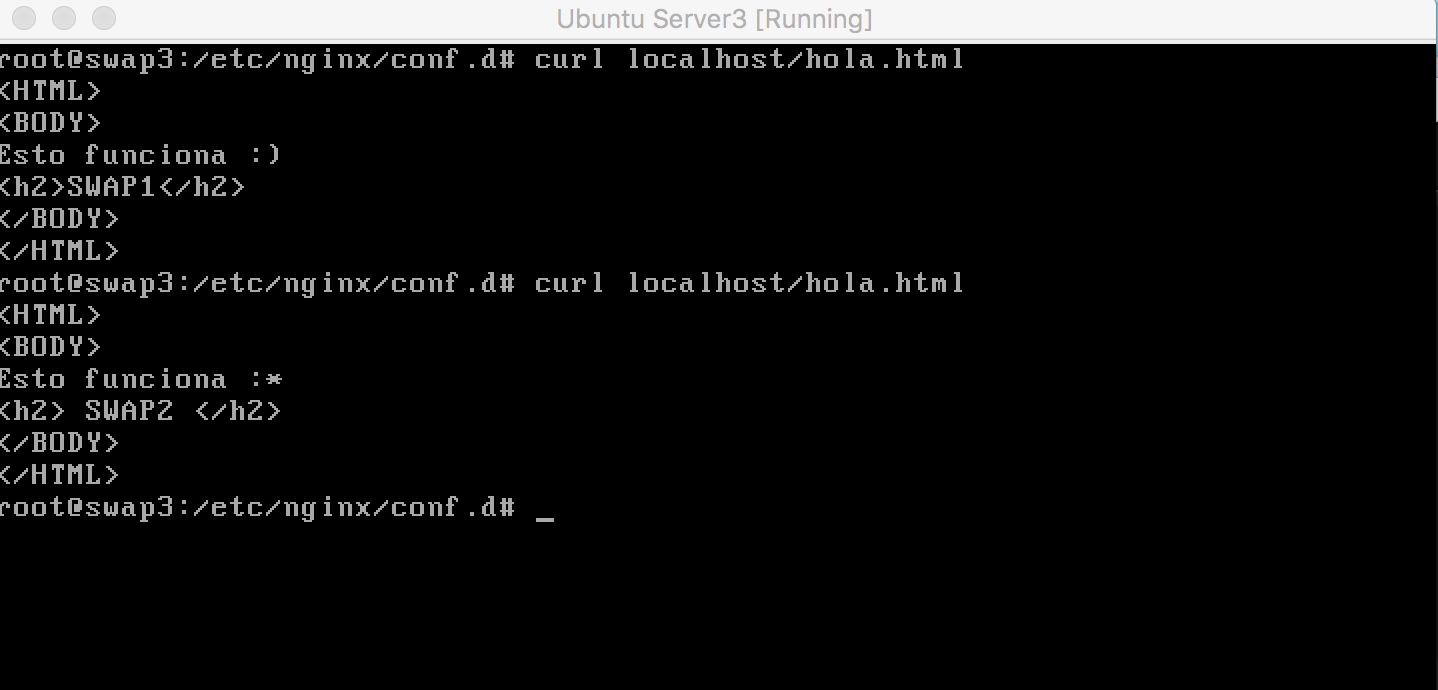 Ubuntu Server3 [Running]
root@swap3:/etc/nginx/conf.d# curl localhost/hola.html
<HTML>
<BODY>
Esto funciona :)
<h2>SWAP1</h2>
</BODY>
</HTML>
root@swap3:/etc/nginx/conf.d# curl localhost/hola.html
<HTML>
<BODY>
Esto funciona :*
<h2> SWAP2 </h2>
</BODY>
</HTML>
root@swap3:/etc/nginx/conf.d# _